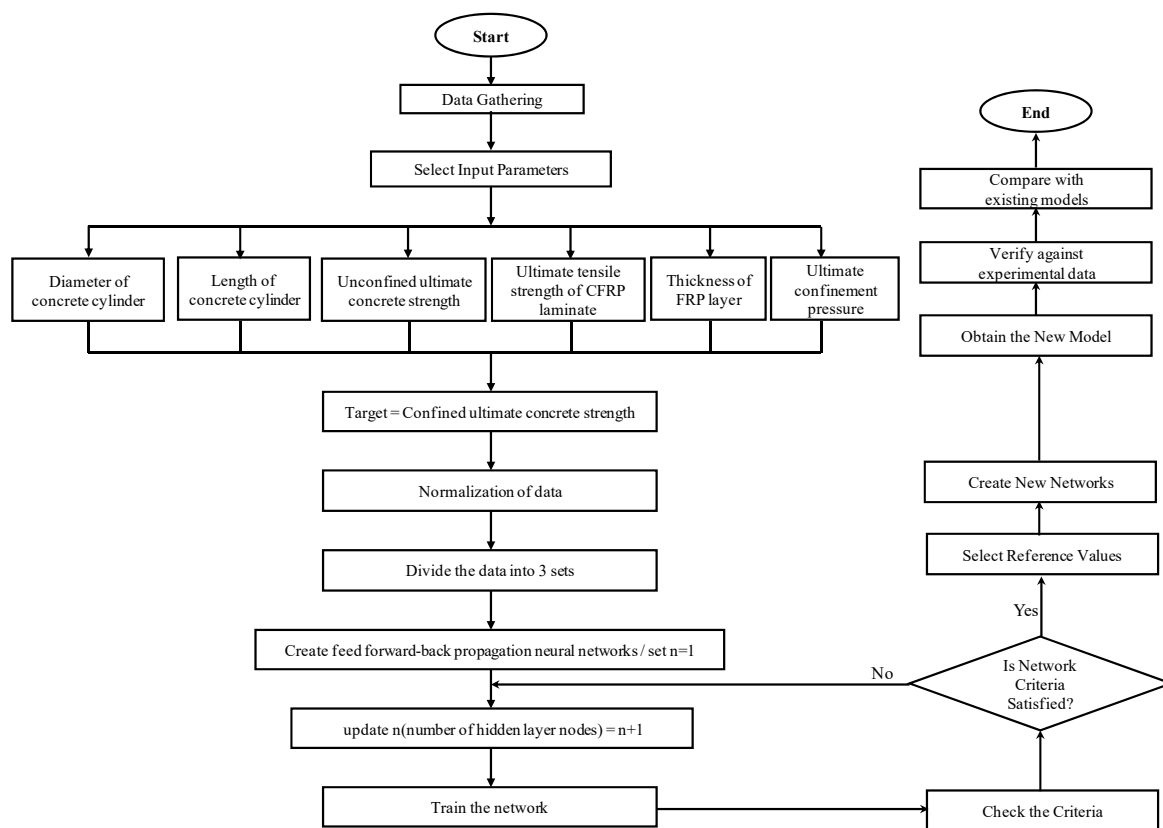 Start
Data Gathering
Select Input Parameters
Diameter of
concrete cylinder
Length of
concrete cylinder
Unconfined ultimate
concrete strength
Ultimate tensile
strength of CFRP
laminate
Thickness of
FRP layer
Ultimate
confinement
pressure
Target = Confined ultimate concrete strength
Normalization of data
Divide the data into 3 sets
Create feed forward-back propagation neural networks / set n=1
update n(number of hidden layer nodes) = n+1
Train the network
Check the Criteria
Is Network
Criteria
Satisfied?
No
Yes
Select Reference Values
Create New Networks
Obtain the New Model
Verify against
experimental data
Compare with
existing models
End